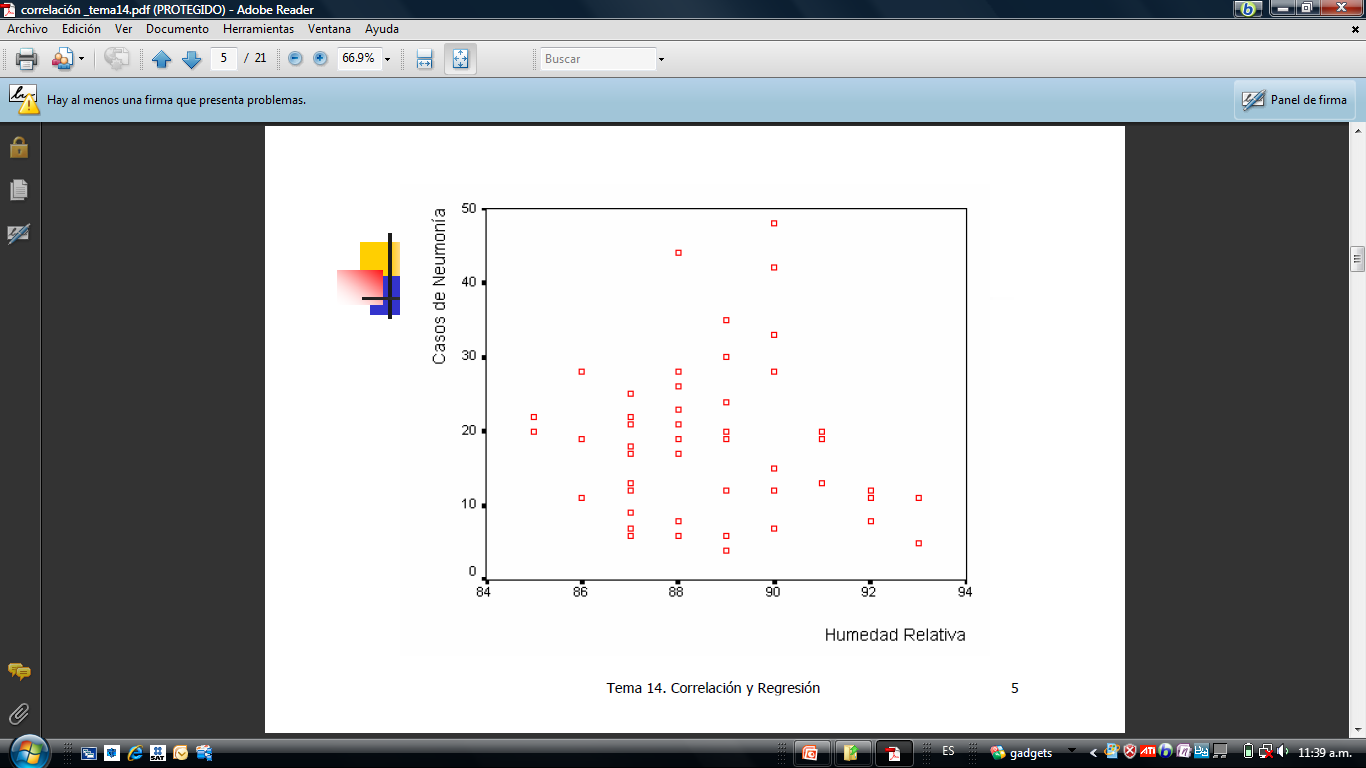 correlación _tema14.pdf (PROTEGIDO) - Adobe Reader
Archivo Edición Ver Documento Herramientas Ventana Ayuda
5 / 21 66.9% Buscar
Hay al menos una firma que presenta problemas. Panel de firma
Casos de Neumonía
50
40
30
20
10
0
84 86 88 90 92 94
Humedad Relativa
Tema 14. Correlación y Regresión 5
ES gadgets 11:39 a.m.